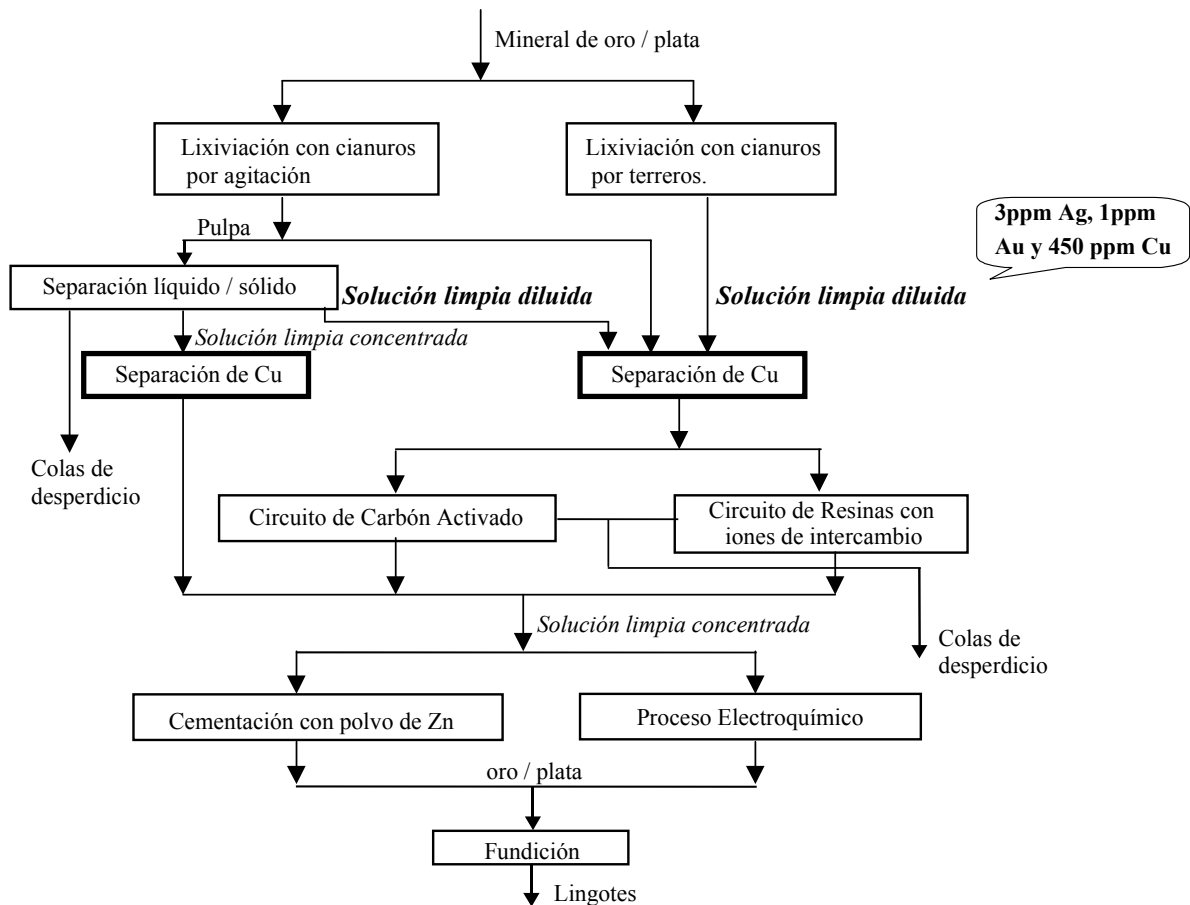 Mineral de oro / plata
Lixiviación con cianuros
por agitación
Lixiviación con cianuros
por terreros.
3ppm Ag, 1ppm
Au y 450 ppm Cu
Pulpa
Separación líquido / sólido
Solución limpia diluida
Solución limpia diluida
Solución limpia concentrada
Separación de Cu
Separación de Cu
Colas de
desperdicio
Circuito de Carbón Activado
Circuito de Resinas con
iones de intercambio
Solución limpia concentrada
Colas de
desperdicio
Cementación con polvo de Zn
Proceso Electroquímico
oro / plata
Fundición
Lingotes